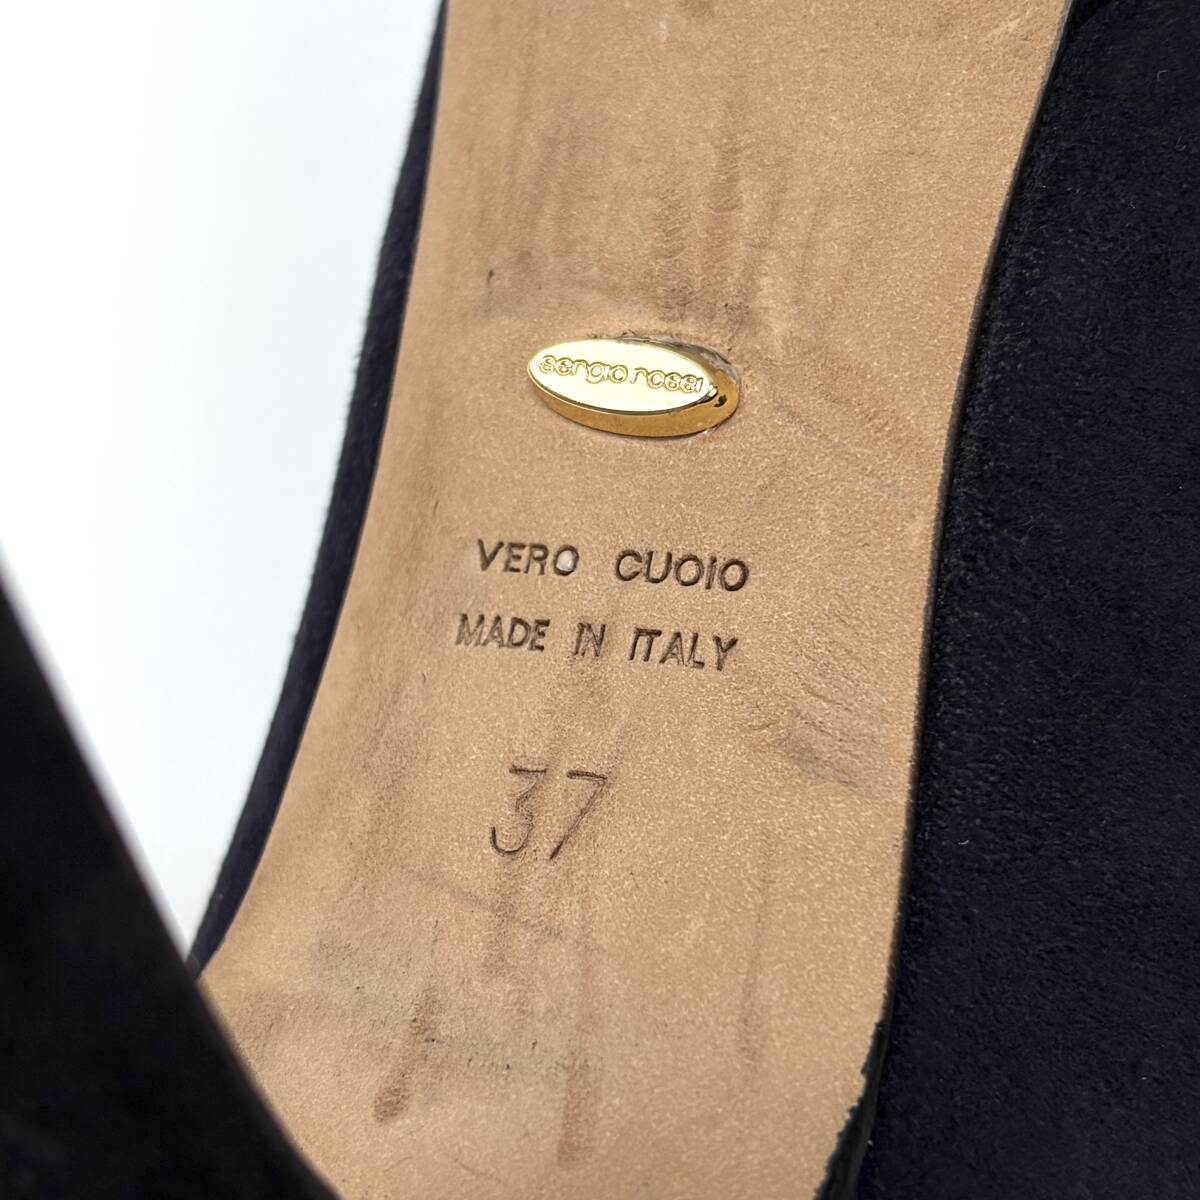 sergio rossi
VERO CUOIO
MADE IN ITALY
37